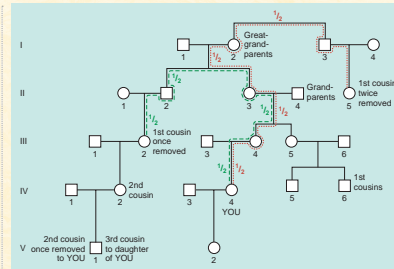 1/2
I
Great-
grand-
parents
1
2
3
4
1/2
1/2
1/2
II
Grand-
parents
1
2
3
4
5
1st cousin
twice
removed
1/2
1/2
1/2
III
1st cousin
once
removed
1
2
3
4
5
6
1/2
1/2
IV
2nd
cousin
1st
cousins
1
2
3
4
5
6
YOU
V
2nd cousin
once removed
to YOU
3rd cousin
to daughter
of YOU
1
2